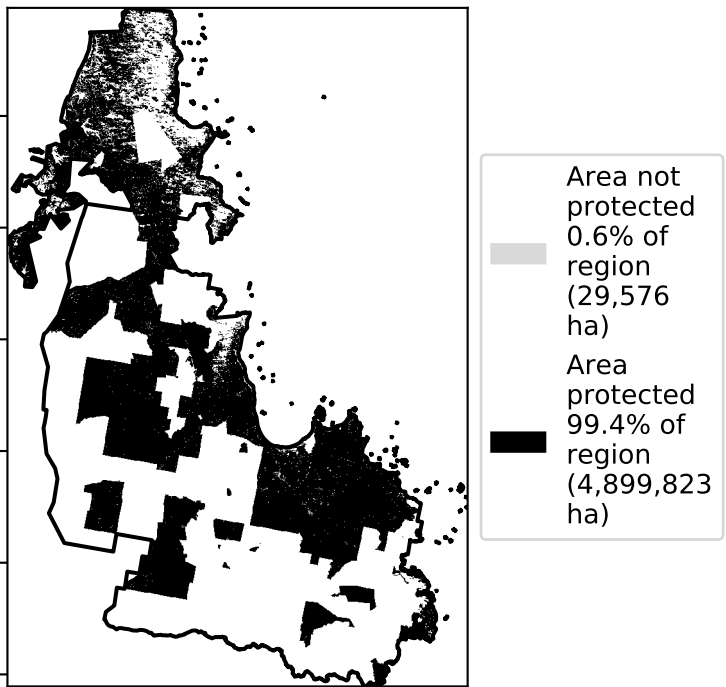 Area not
protected
0.6% of
region
(29,576
ha)
Area
protected
99.4% of
region
(4,899,823
ha)